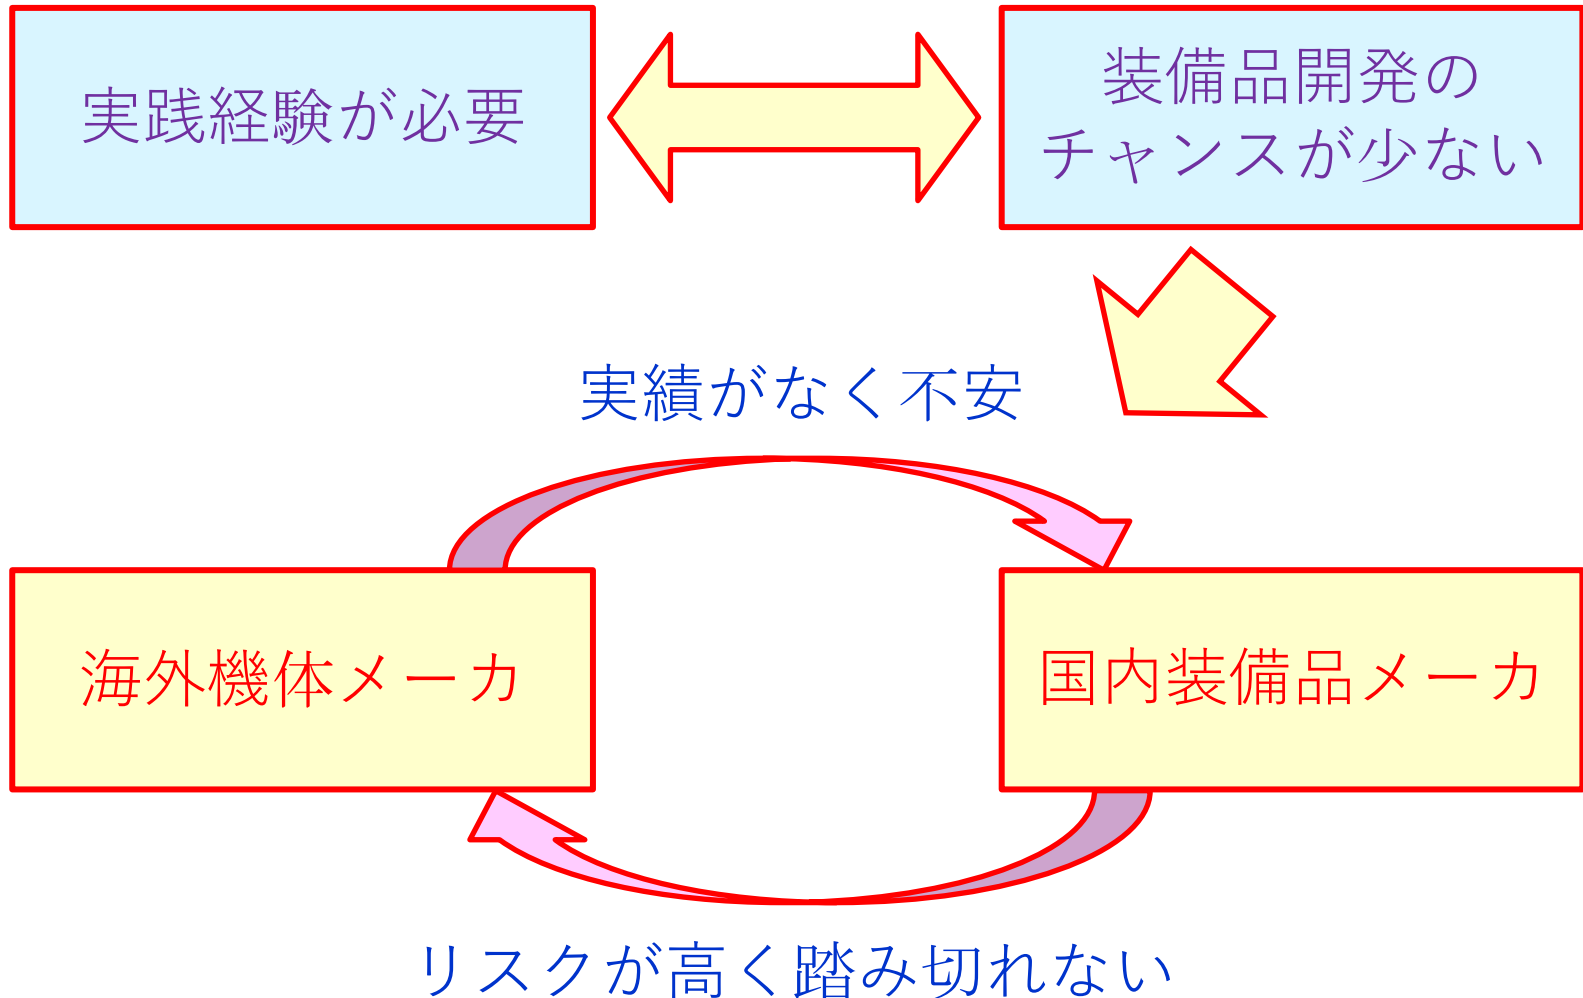 実践経験が必要
装備品開発の
チャンスが少ない
実績がなく不安
海外機体メーカ
国内装備品メーカ
リスクが高く踏み切れない